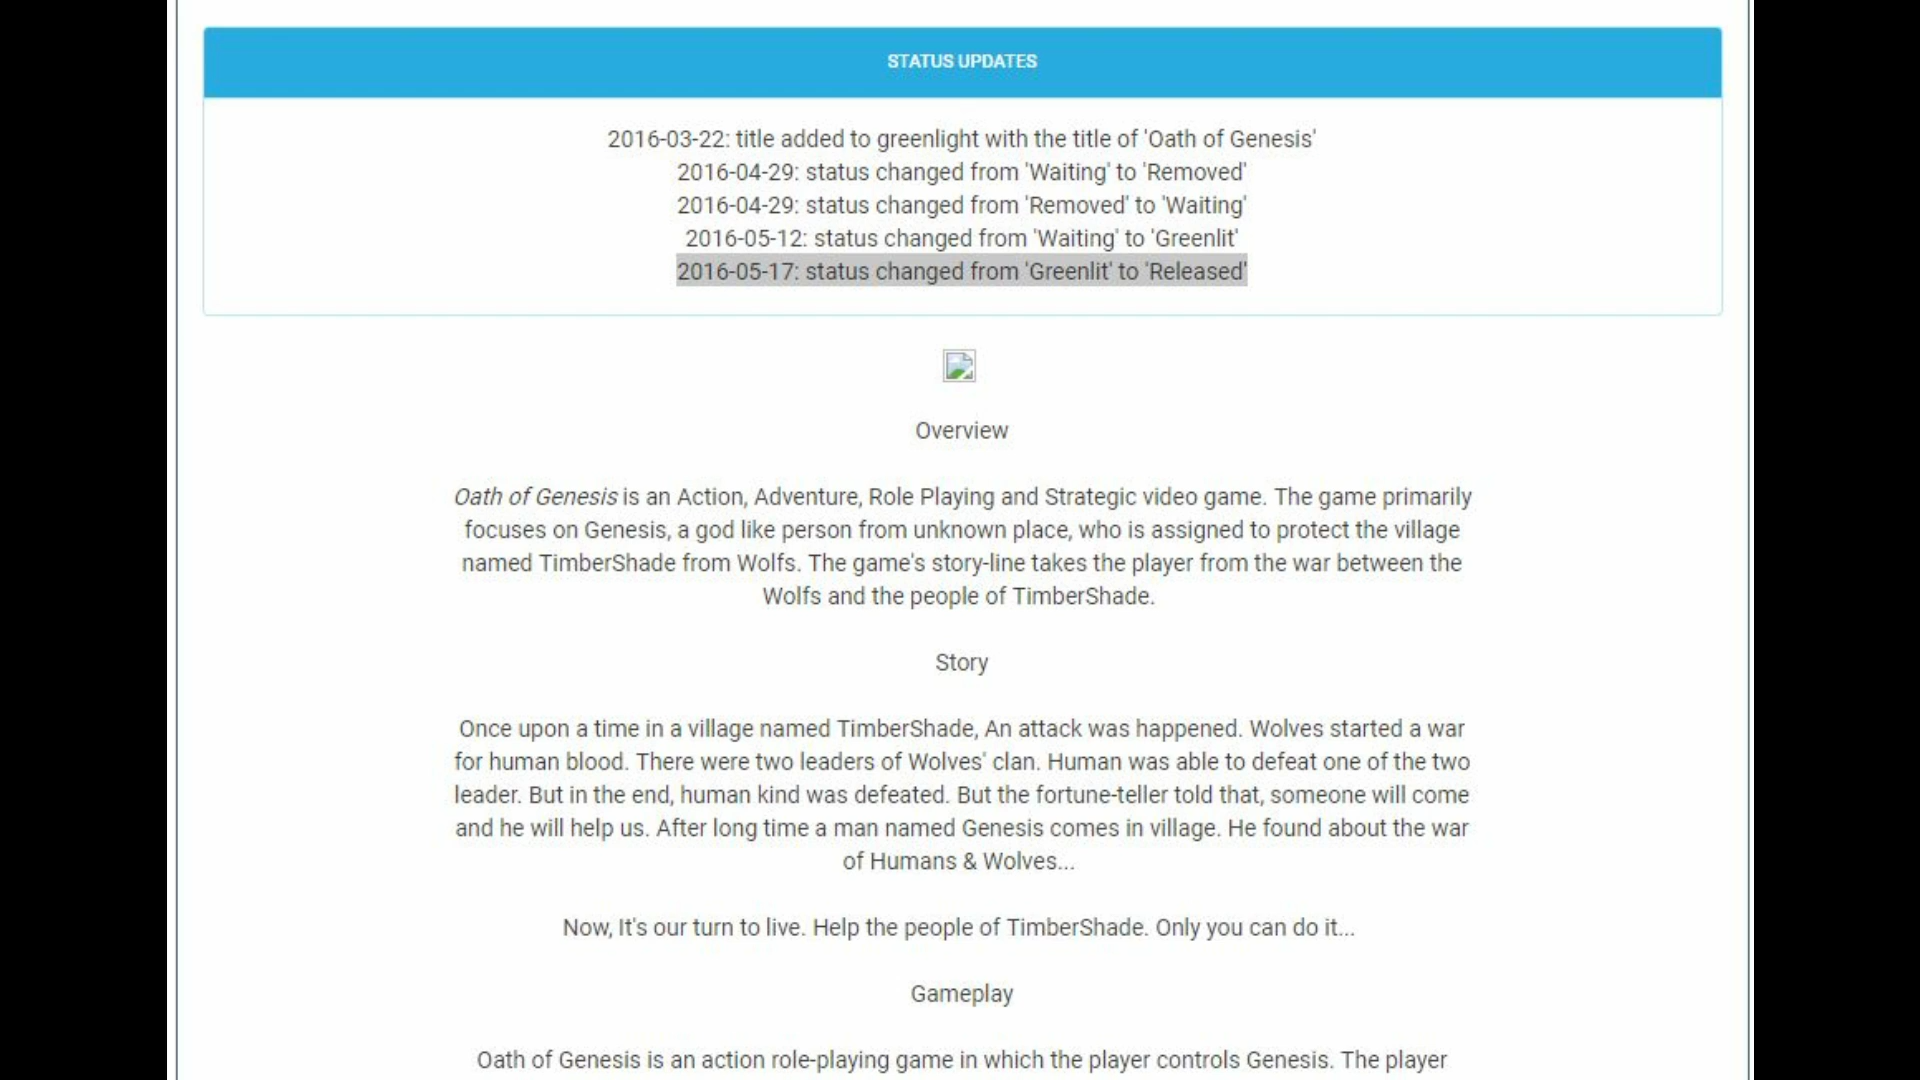 STATUS UPDATES
2016-03-22: title added to greenlight with the title of 'Oath of Genesis'
2016-04-29: status changed from 'Waiting' to 'Removed'
2016-04-29: status changed from 'Removed' to 'Waiting'
2016-05-12: status changed from 'Waiting' to 'Greenlit'
2016-05-17: status changed from 'Greenlit' to 'Released'
Overview
Oath of Genesis is an Action, Adventure, Role Playing and Strategic video game. The game primarily
focuses on Genesis, a god like person from unknown place, who is assigned to protect the village
named TimberShade from Wolfs. The game's story-line takes the player from the war between the
Wolfs and the people of TimberShade.
Story
Once upon a time in a village named TimberShade, An attack was happened. Wolves started a war
for human blood. There were two leaders of Wolves' clan. Human was able to defeat one of the two
leader. But in the end, human kind was defeated. But the fortune-teller told that, someone will come
and he will help us. After long time a man named Genesis comes in village. He found about the war
of Humans & Wolves...
Now, It's our turn to live. Help the people of TimberShade. Only you can do it...
Gameplay
Oath of Genesis is an action role-playing game in which the player controls Genesis. The player